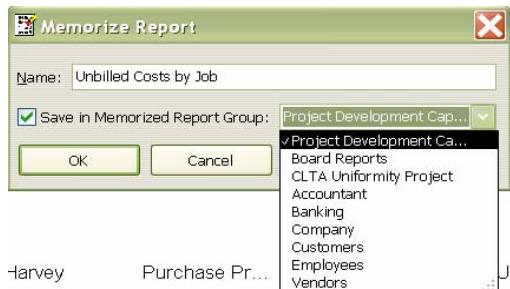 Memorize Report
Name: Unbilled Costs by Job
Save in Memorized Report Group: Project Development Cap...
Project Development Ca...
OK Cancel
Board Reports
CLTA Uniformity Project
Accountant
Banking
Company
Customers
Employees
Vendors
Harvey Purchase Pr...